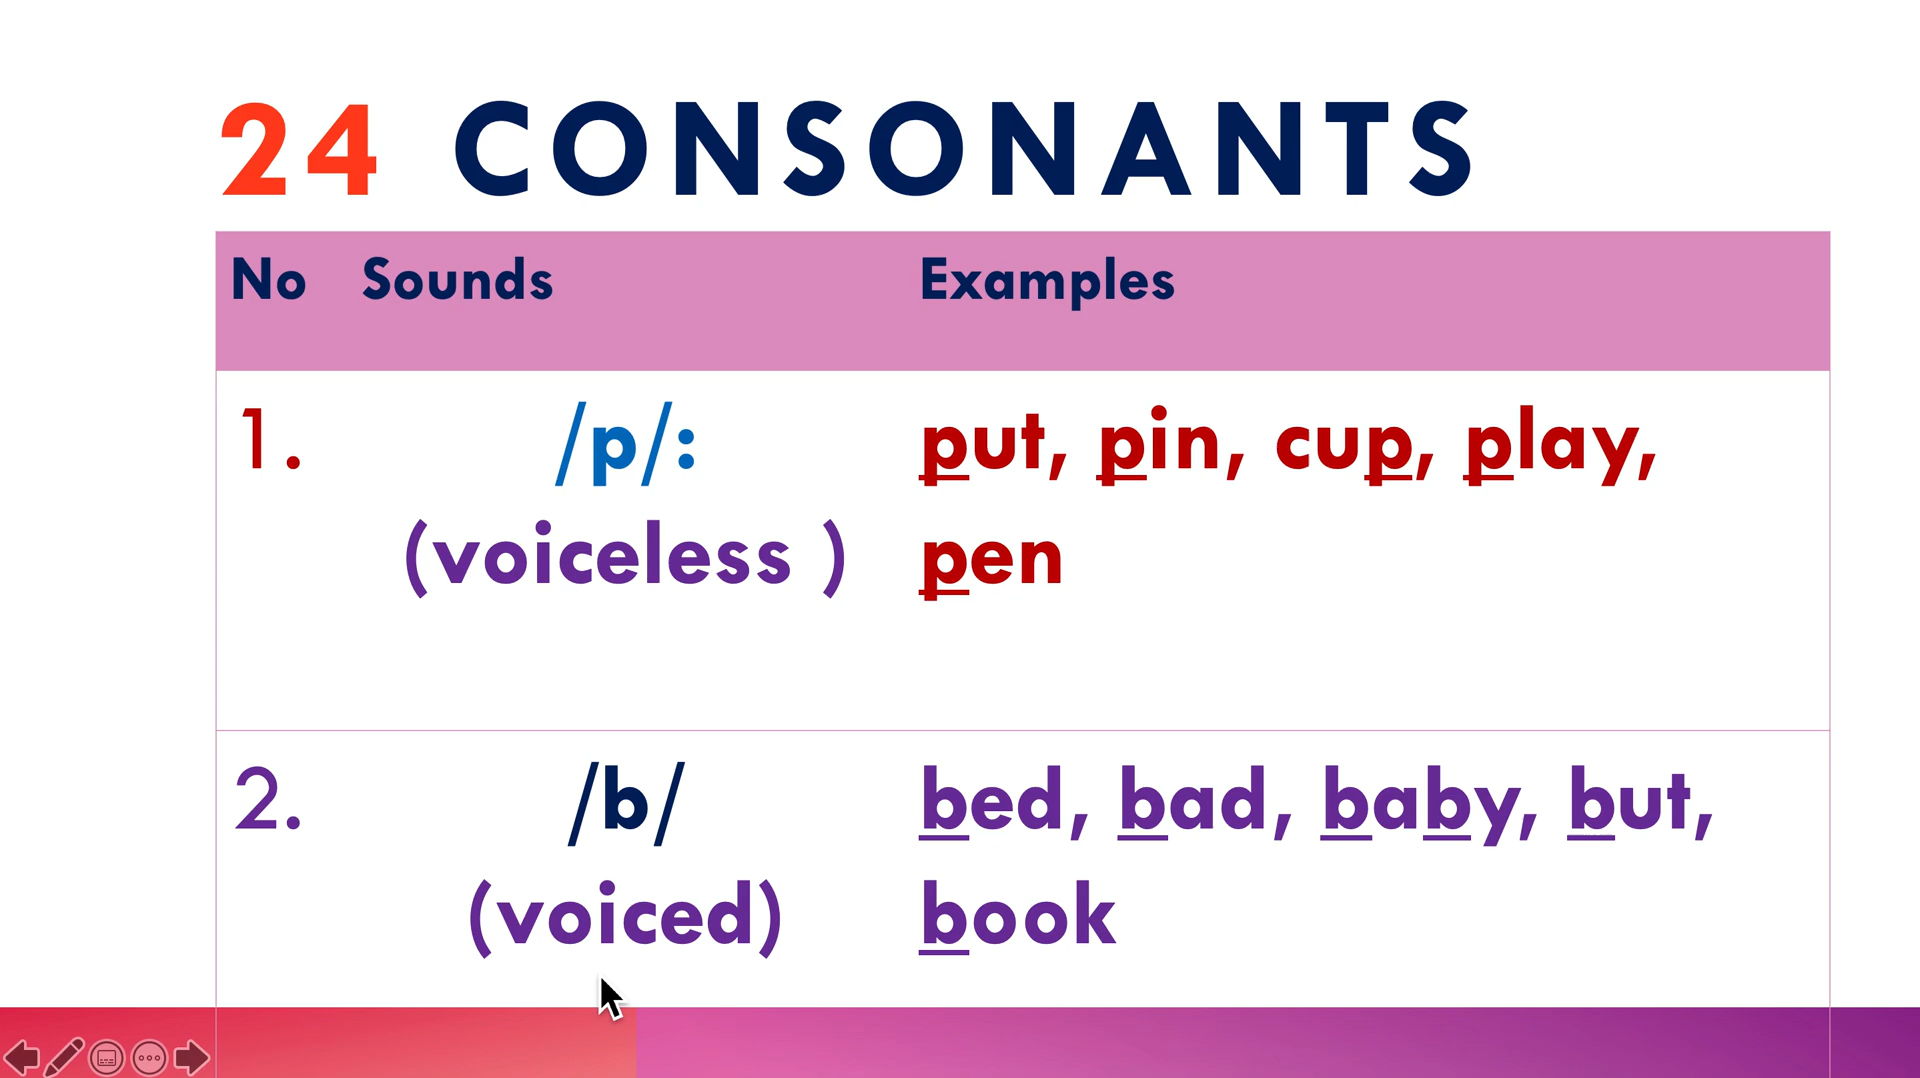 24 CONSONANTS
No Sounds Examples
1. /p/: put, pin, cup, play,
(voiceless ) pen
2. /b/ bed, bad, baby, but,
(voiced) book